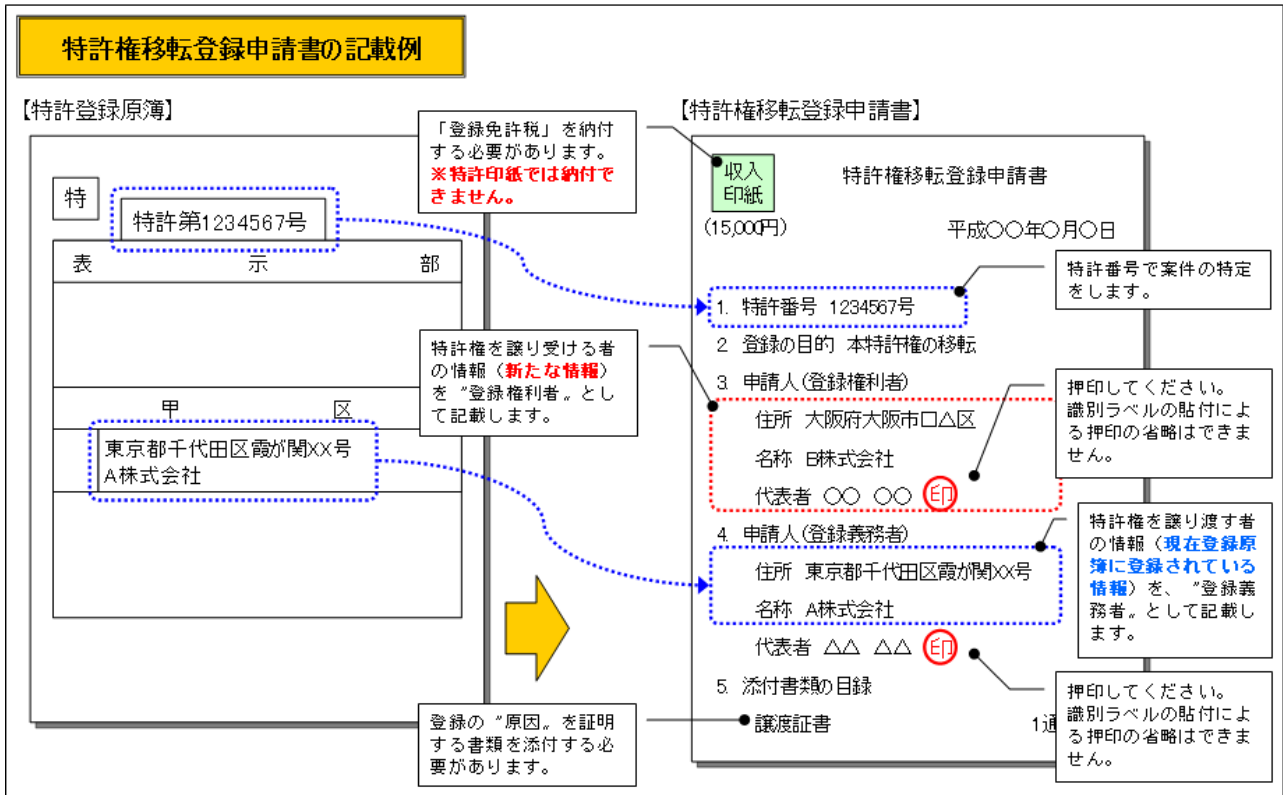 特許権移転登録申請書の記載例
【特許登録原簿】
特
特許第1234567号
表 示 部
甲 区
東京都千代田区霞が関XX号
A株式会社
「登録免許税」を納付
する必要があります。
※特許印紙では納付で
きません。
特許権を譲り受ける者
の情報（新たな情報）
を〝登録権利者〟とし
て記載します。
登録の〝原因〟を証明
する書類を添付する必
要があります。
【特許権移転登録申請書】
収入
印紙
(15,000円)
特許権移転登録申請書
平成○○年○月○日
1. 特許番号 1234567号
2 登録の目的 本特許権の移転
3. 申請人(登録権利者)
住所 大阪府大阪市口△区
名称 B株式会社
代表者 ○○ ○○ 印
4. 申請人(登録義務者)
住所 東京都千代田区霞が関XX号
名称 A株式会社
代表者 △△ △△ 印
5. 添付書類の目録
譲渡証書 1通
特許番号で案件の特定
をします。
押印してください。
識別ラベルの貼付によ
る押印の省略はできま
せん。
特許権を譲り渡す者
の情報（現在登録原
簿に登録されている
情報）を、〝登録義
務者〟として記載し
ます。
押印してください。
識別ラベルの貼付によ
る押印の省略はできま
せん。